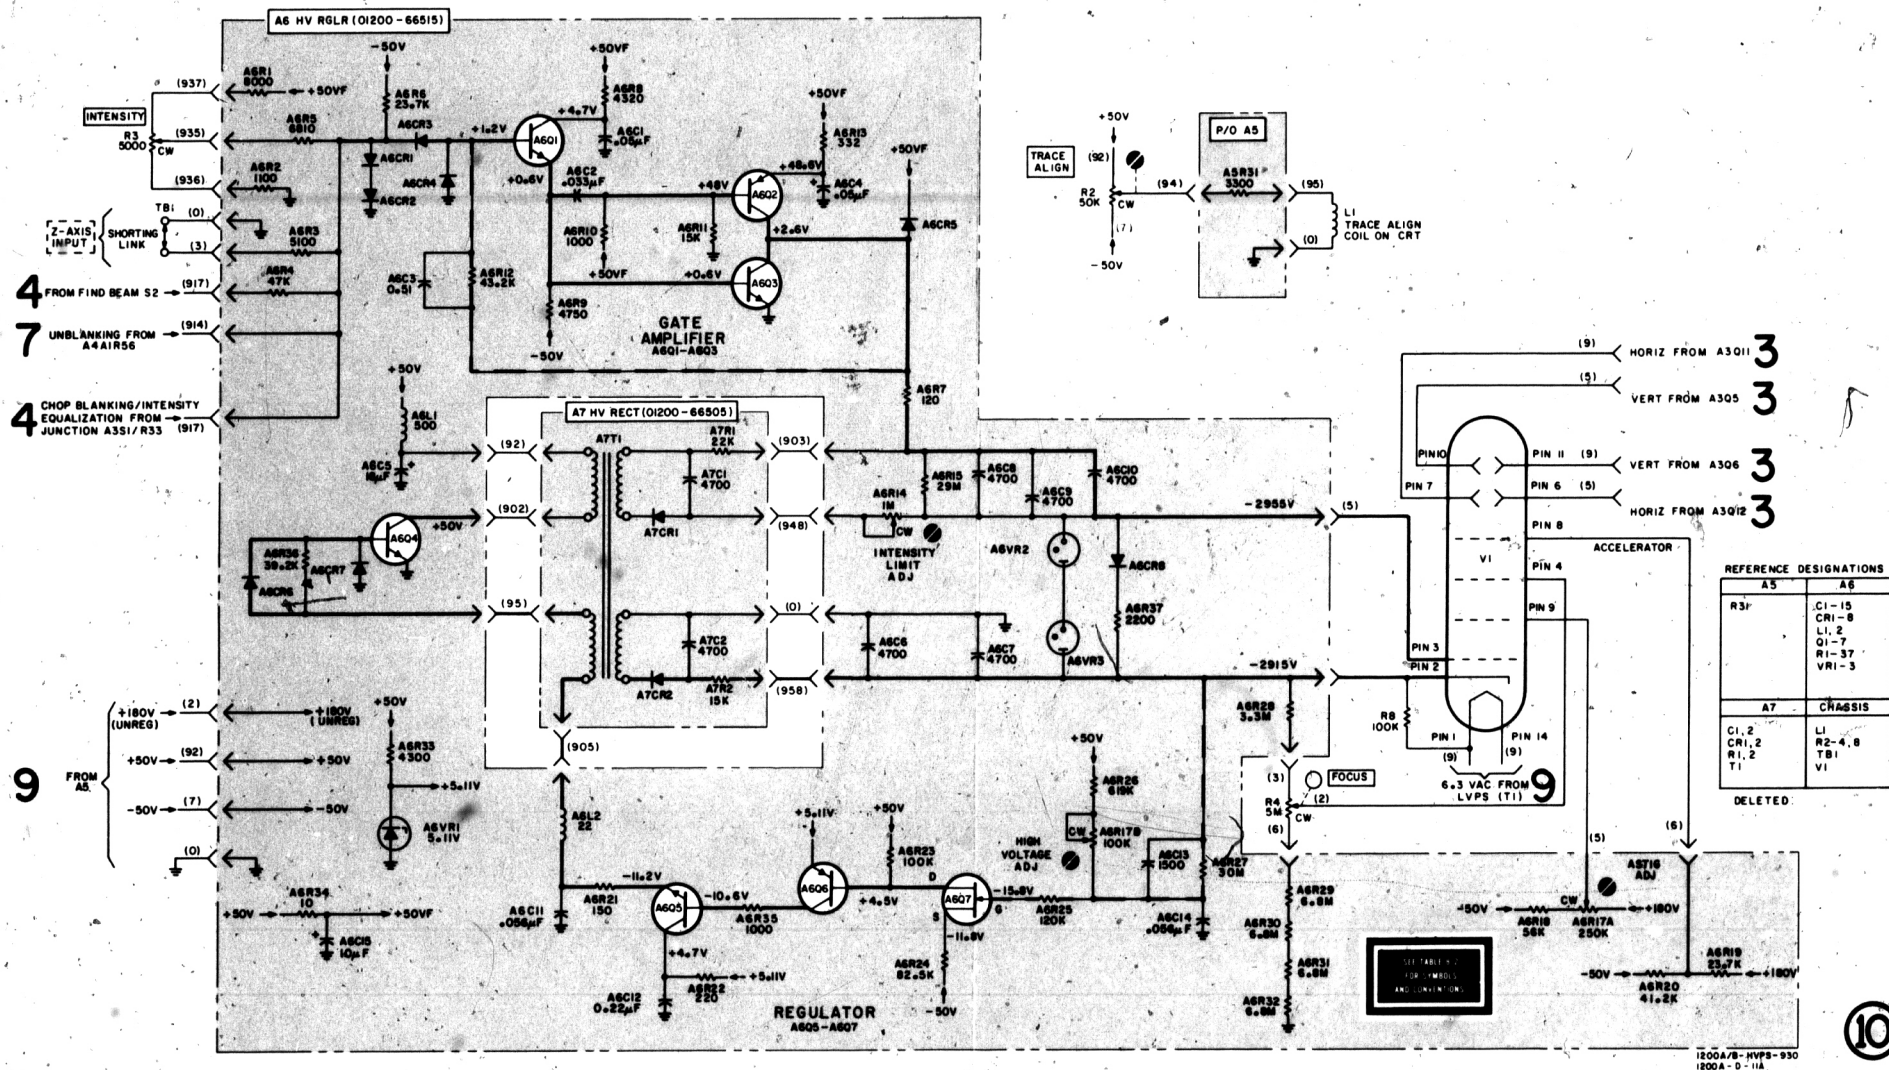 A6 HV RGLR (01200-66515)
-50V
+50VF
(937)
A6R1
8000
+50VF
A6R6
23.7K
A6R8
4320
+50VF
INTENSITY
R3
5000
CW
(935)
A6R5
6810
A6CR3
+1.2V
A6Q1
+4.7V
A6C1
.05µF
A6R13
332
+50VF
(936)
A6R2
1100
A6CR1
A6CR2
A6CR4
+0.6V
A6C2
.033µF
+48V
A6Q2
+48.6V
A6C4
.05µF
A6CR5
Z-AXIS
INPUT
SHORTING
LINK
TB1
(0)
(3)
A6R3
5100
A6R10
1000
+50VF
A6R11
15K
+2.6V
A6C3
0.51
A6R12
43.2K
+0.6V
A6Q3
A6R4
47K
4 FROM FIND BEAM S2
(917)
A6R9
4750
-50V
GATE
AMPLIFIER
A6Q1-A6Q3
7 UNBLANKING FROM
A4A1R56
(914)
4 CHOP BLANKING/INTENSITY
EQUALIZATION FROM
JUNCTION A3S1/R33
(917)
+50V
TRACE
ALIGN
(92)
R2
50K
CW
(7)
-50V
(94)
P/O A5
A5R31
3300
(95)
(0)
L1
TRACE ALIGN
COIL ON CRT
+50V
A6L1
500
A6C5
18µF
(92)
A7 HV RECT (01200-66505)
A7T1
A7R1
22K
A7C1
4700
A7CR1
(903)
A6R7
120
(902)
+50V
A6Q4
A6R36
39.2K
A6CR7
A6CR6
(95)
(948)
A6R14
1M
CW
INTENSITY
LIMIT
ADJ
A6R15
29M
A6C8
4700
A6C9
4700
A6C10
4700
-2955V
(5)
A6VR2
A6CR8
A6R37
2200
A6VR3
(0)
A7C2
4700
A7CR2
A7R2
15K
(958)
A6C6
4700
A6C7
4700
-2915V
(5)
(9)
HORIZ FROM A3Q11 3
(5)
VERT FROM A3Q5 3
PIN 10
PIN 11
(9)
VERT FROM A3Q6 3
PIN 7
PIN 6
(5)
HORIZ FROM A3Q12 3
PIN 8
ACCELERATOR
V1
PIN 4
PIN 9
PIN 3
PIN 2
R8
100K
PIN 1
PIN 14
(9)
(9)
6.3 VAC FROM
LVPS (T1) 9
REFERENCE DESIGNATIONS
A5
A6
R31
C1-15
CR1-8
L1, 2
Q1-7
R1-37
VR1-3
A7
CHASSIS
C1, 2
CR1, 2
R1, 2
T1
L1
R2-4, 8
TB1
V1
DELETED:
9 FROM
A5
+180V
(UNREG)
(2)
+180V
(UNREG)
+50V
(92)
+50V
-50V
(7)
-50V
(0)
+50V
A6R33
4300
+5.11V
A6VR1
5.11V
A6R34
10
+50V
+50VF
A6C15
10µF
(905)
A6L2
22
-11.2V
A6R21
150
A6C11
.056µF
A6Q5
-10.6V
A6R35
1000
+4.7V
A6R22
220
+5.11V
A6C12
0.22µF
+5.11V
A6Q6
+50V
A6R23
100K
+4.5V
D
A6Q7
S
G
-15.8V
-11.8V
A6R24
82.5K
-50V
A6R25
120K
HIGH
VOLTAGE
ADJ
+50V
A6R26
619K
CW
A6R17B
100K
A6C13
1500
A6R27
30M
A6C14
.056µF
REGULATOR
A6Q5-A6Q7
A6R28
3.3M
(3)
FOCUS
R4
5M
(2)
CW
(6)
A6R29
6.8M
A6R30
6.8M
A6R31
6.8M
A6R32
6.8M
(5)
(6)
ASTIG
ADJ
CW
-50V
A6R18
56K
A6R17A
250K
+180V
-50V
A6R20
41.2K
A6R19
23.7K
+180V
SEE TABLE
FOR SYMBOLS
AND CONVENTIONS
10
1200A/B-HVPS-930
1200A-D-11A